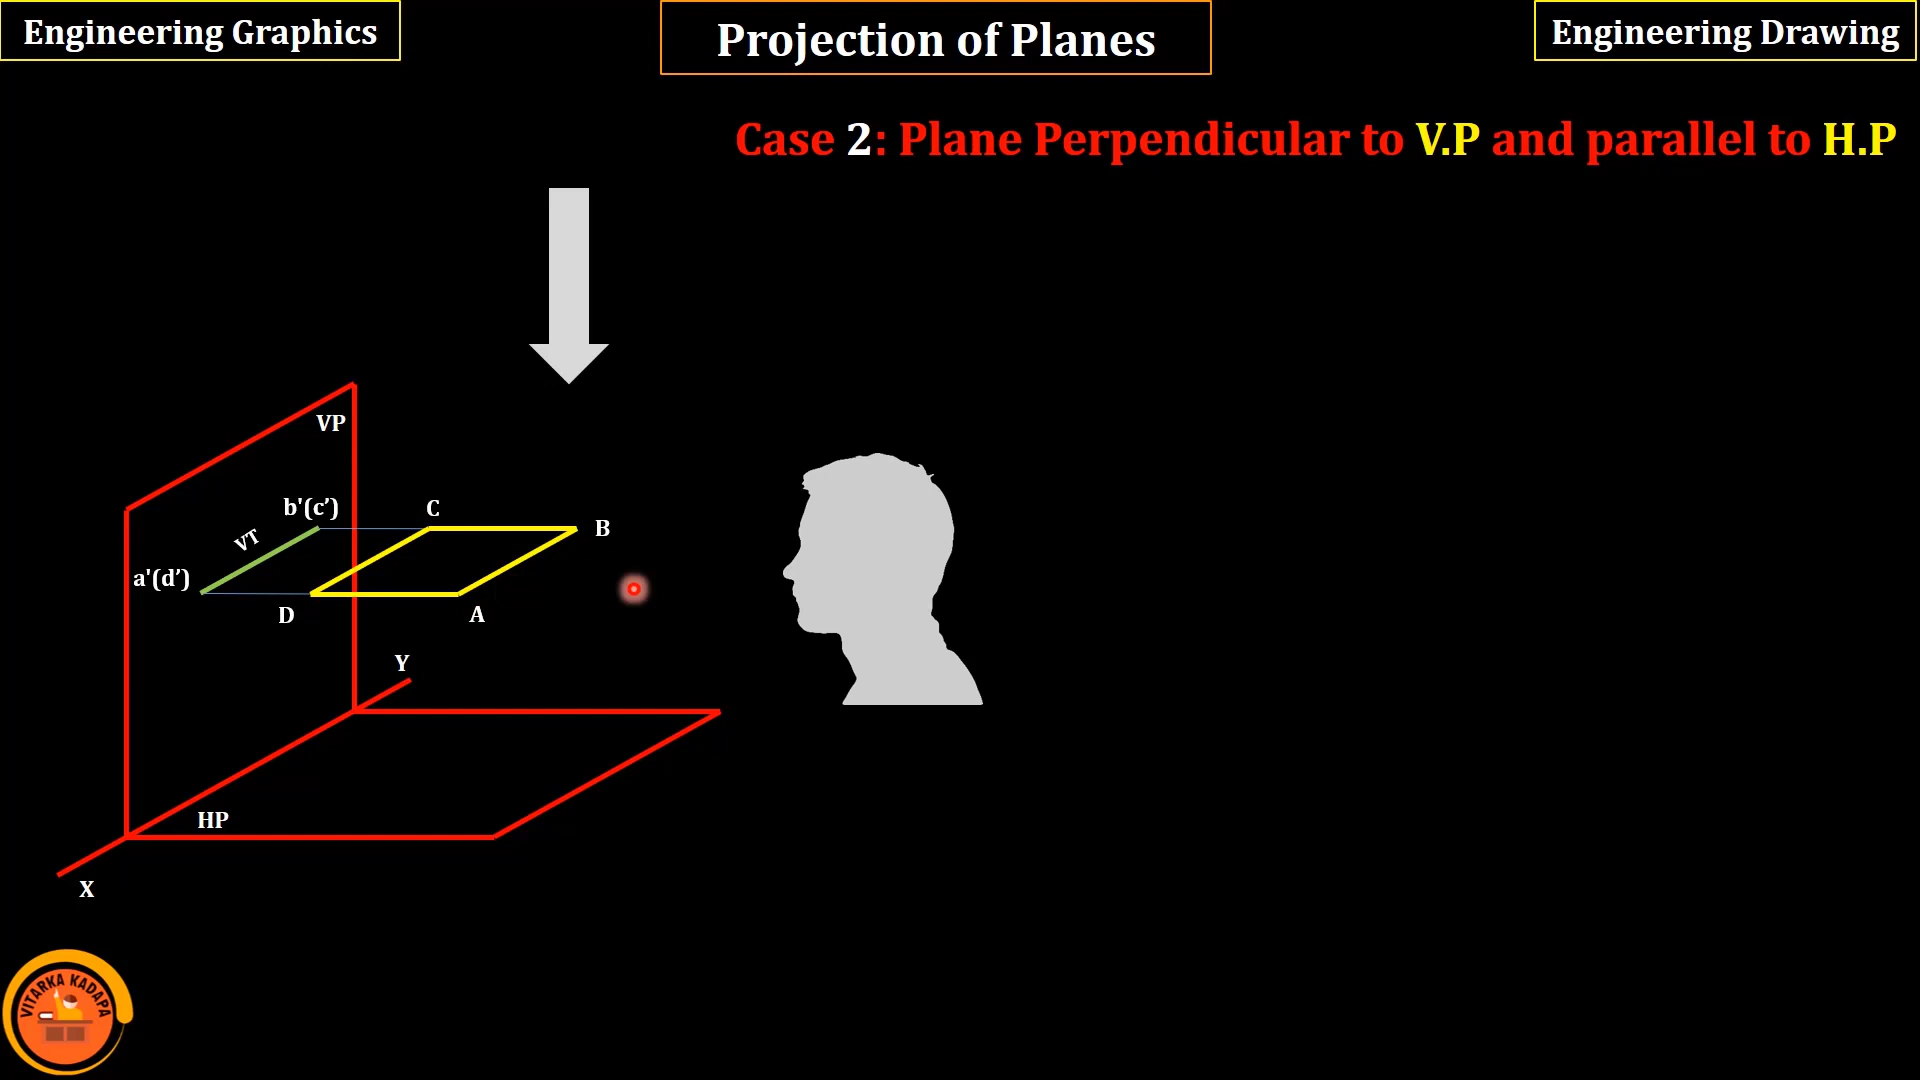 Engineering Graphics
Projection of Planes
Engineering Drawing
Case 2: Plane Perpendicular to V.P and parallel to H.P
VP
b'(c’)
C
B
VT
a'(d’)
D
A
Y
HP
X
VITARKA KADAPA